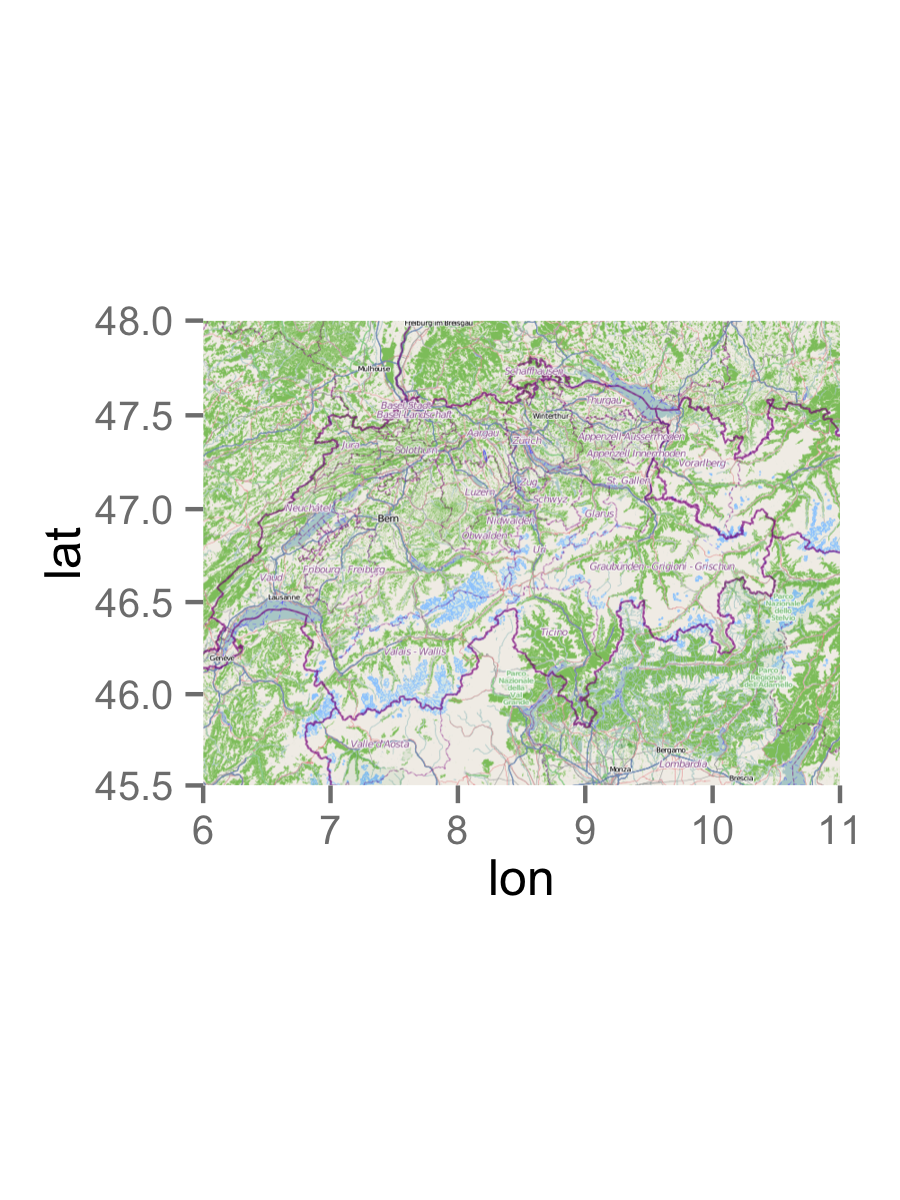 48.0
Freiburg im Breisgau
Mulhouse
Schaffhausen
Basel-Stadt
Thurgau
Basel-Landschaft
Winterthur
47.5
Aargau
Appenzell Ausserrhoden
Jura
Zürich
Solothurn
Appenzell Innerrhoden
Vorarlberg
Zug
St. Gallen
Luzern
Schwyz
47.0
Neuchâtel
Bern
Nidwalden
Glarus
Obwalden
Uri
lat
Fribourg - Freiburg
Graubünden - Grigioni - Grischun
Vaud
46.5
Lausanne
Parco
Nazionale
dello
Stelvio
Ticino
Genève
Valais - Wallis
46.0
Parco
Nazionale
della
Val
Grande
Parco
Regionale
dell'Adamello
Valle d'Aosta
Bergamo
Lombardia
Monza
Brescia
45.5
6 7 8 9 10 11
lon